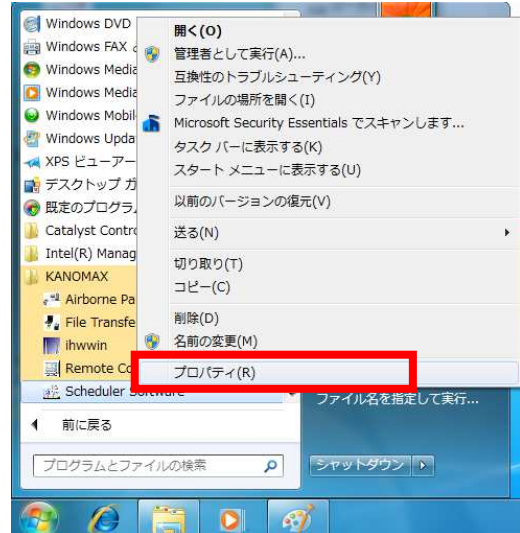 Windows DVD
Windows FAX
Windows Media
Windows Media
Windows Mobil
Windows Upda
XPS ビューアー
デスクトップ ガ
既定のプログラ
Catalyst Contro
Intel(R) Manag
KANOMAX
Airborne Pa
File Transfe
ihwwin
Remote Co
Scheduler Software
前に戻る
プログラムとファイルの検索
開く(O)
管理者として実行(A)...
互換性のトラブルシューティング(Y)
ファイルの場所を開く(I)
Microsoft Security Essentials でスキャンします...
タスク バーに表示する(K)
スタート メニューに表示する(U)
以前のバージョンの復元(V)
送る(N)
切り取り(T)
コピー(C)
削除(D)
名前の変更(M)
プロパティ(R)
ファイル名を指定して実行...
シャットダウン